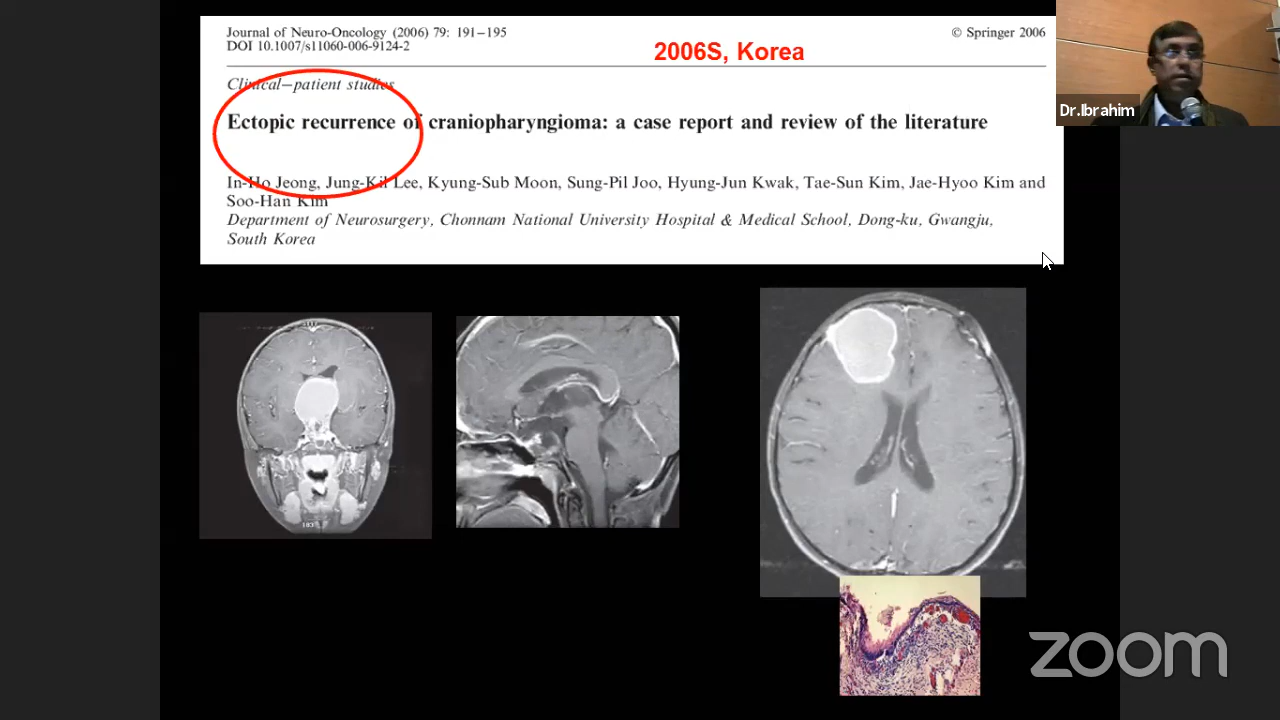 Journal of Neuro-Oncology (2006) 79: 191–195
© Springer 2006
DOI 10.1007/s11060-006-9124-2
2006S, Korea
Clinical–patient studies
Ectopic recurrence of craniopharyngioma: a case report and review of the literature
In-Ho Jeong, Jung-Kil Lee, Kyung-Sub Moon, Sung-Pil Joo, Hyung-Jun Kwak, Tae-Sun Kim, Jae-Hyoo Kim and
Soo-Han Kim
Department of Neurosurgery, Chonnam National University Hospital & Medical School, Dong-ku, Gwangju,
South Korea
Dr.Ibrahim
zoom